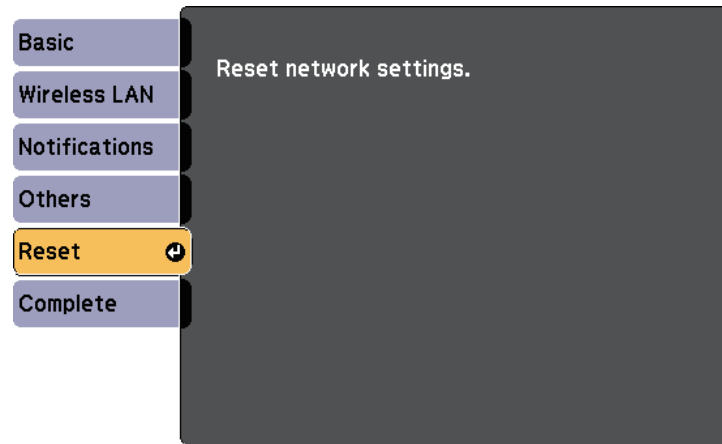 Basic
Wireless LAN
Notifications
Others
Reset
Complete
Reset network settings.